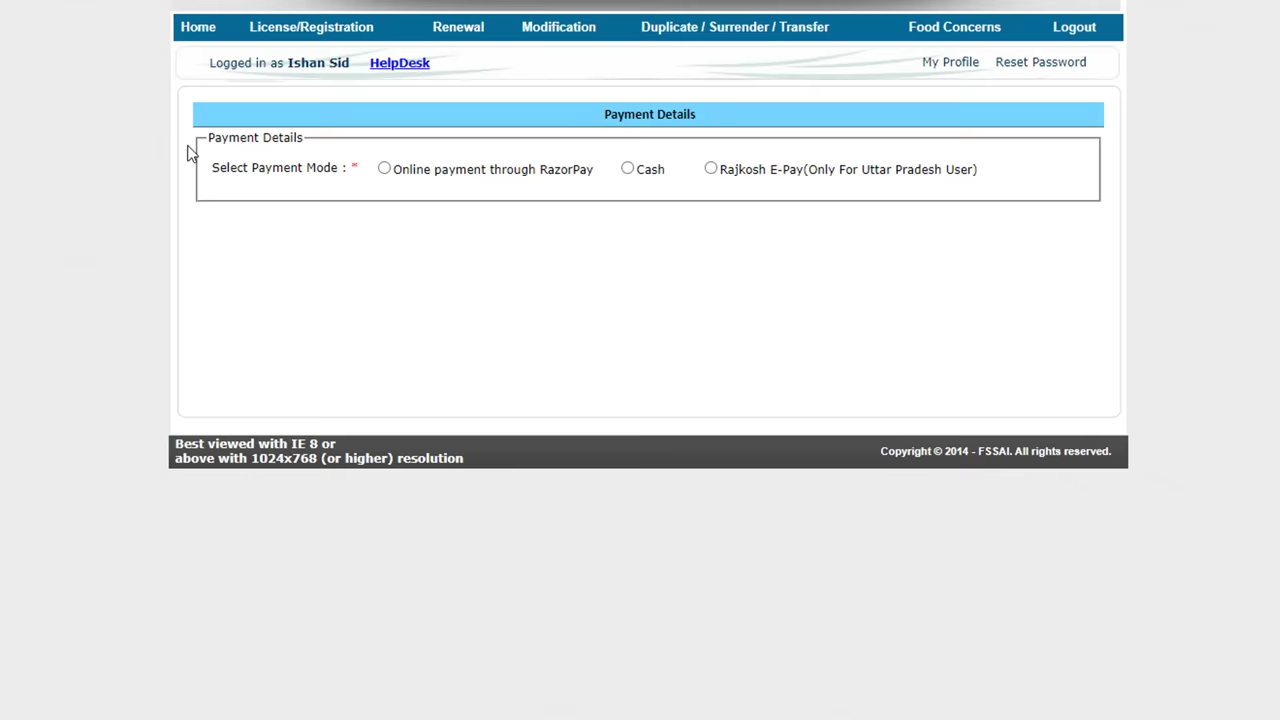 Home License/Registration Renewal Modification Duplicate / Surrender / Transfer Food Concerns Logout
Logged in as Ishan Sid HelpDesk My Profile Reset Password
Payment Details
Payment Details
Select Payment Mode : * Online payment through RazorPay Cash Rajkosh E-Pay(Only For Uttar Pradesh User)
Best viewed with IE 8 or
above with 1024x768 (or higher) resolution
Copyright © 2014 - FSSAI. All rights reserved.